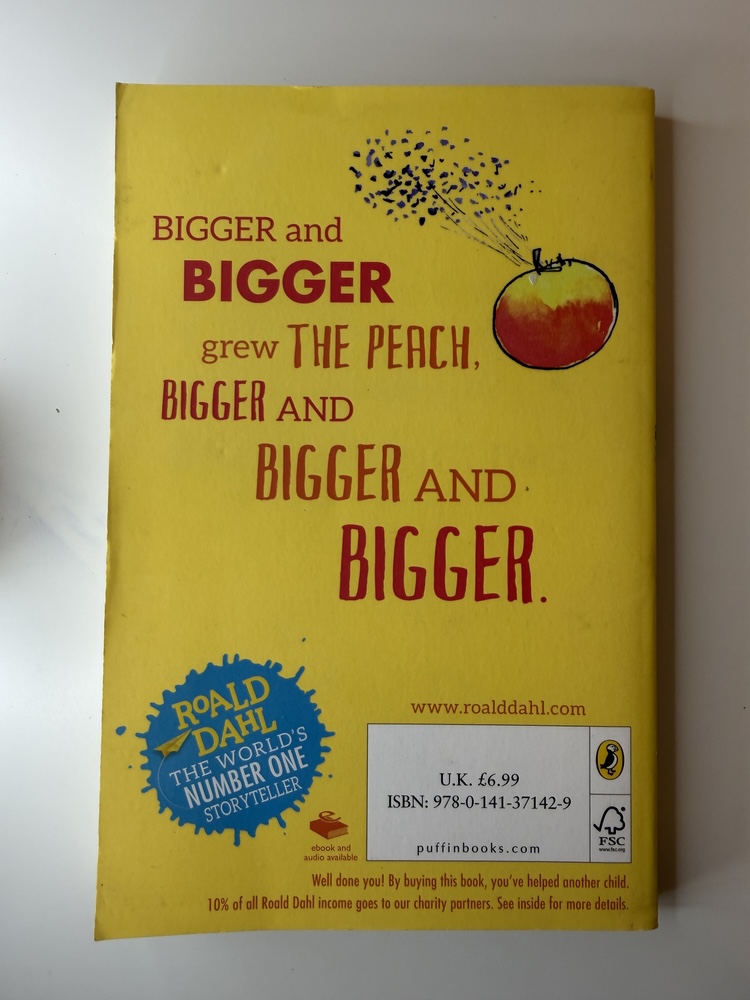 BIGGER and
BIGGER
grew THE PEACH,
BIGGER AND
BIGGER AND
BIGGER.
ROALD
DAHL
THE WORLD'S
NUMBER ONE
STORYTELLER
ebook and
audio available
www.roalddahl.com
U.K. £6.99
ISBN: 978-0-141-37142-9
puffinbooks.com
FSC
www.fsc.org
Well done you! By buying this book, you've helped another child.
10% of all Roald Dahl income goes to our charity partners. See inside for more details.